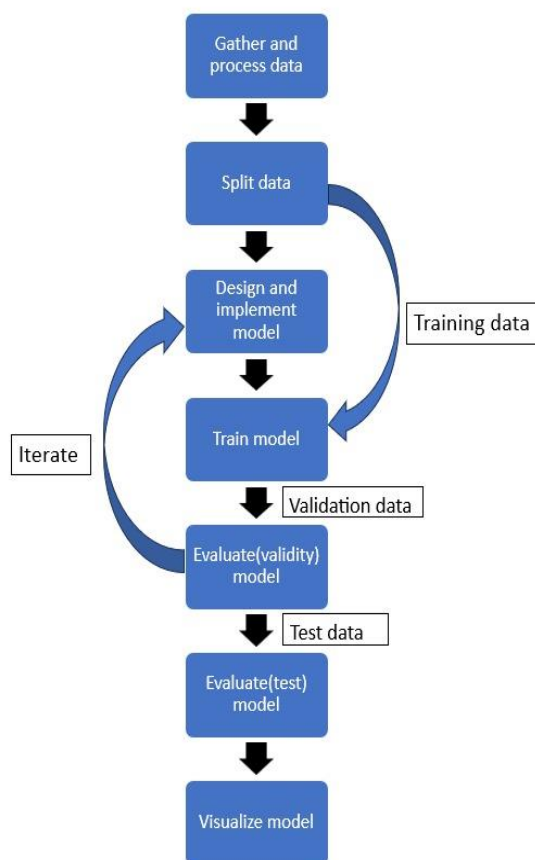 Gather and
process data
Split data
Design and
implement
model
Training data
Train model
Iterate
Validation data
Evaluate(validity)
model
Test data
Evaluate(test)
model
Visualize model